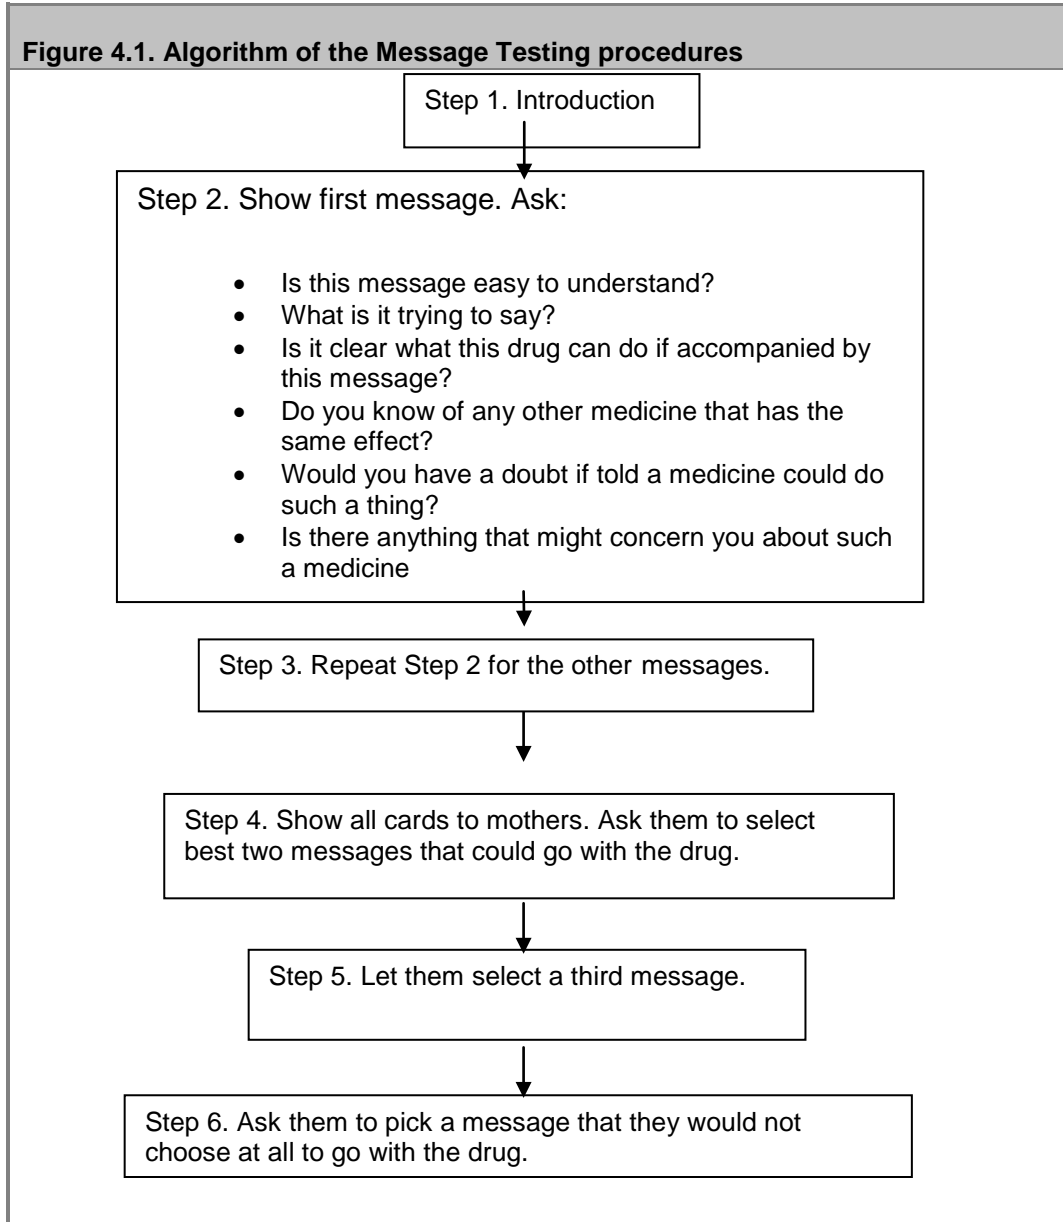 Figure 4.1. Algorithm of the Message Testing procedures
Step 1. Introduction
Step 2. Show first message. Ask:
• Is this message easy to understand?
• What is it trying to say?
• Is it clear what this drug can do if accompanied by
this message?
• Do you know of any other medicine that has the
same effect?
• Would you have a doubt if told a medicine could do
such a thing?
• Is there anything that might concern you about such
a medicine
Step 3. Repeat Step 2 for the other messages.
Step 4. Show all cards to mothers. Ask them to select
best two messages that could go with the drug.
Step 5. Let them select a third message.
Step 6. Ask them to pick a message that they would not
choose at all to go with the drug.